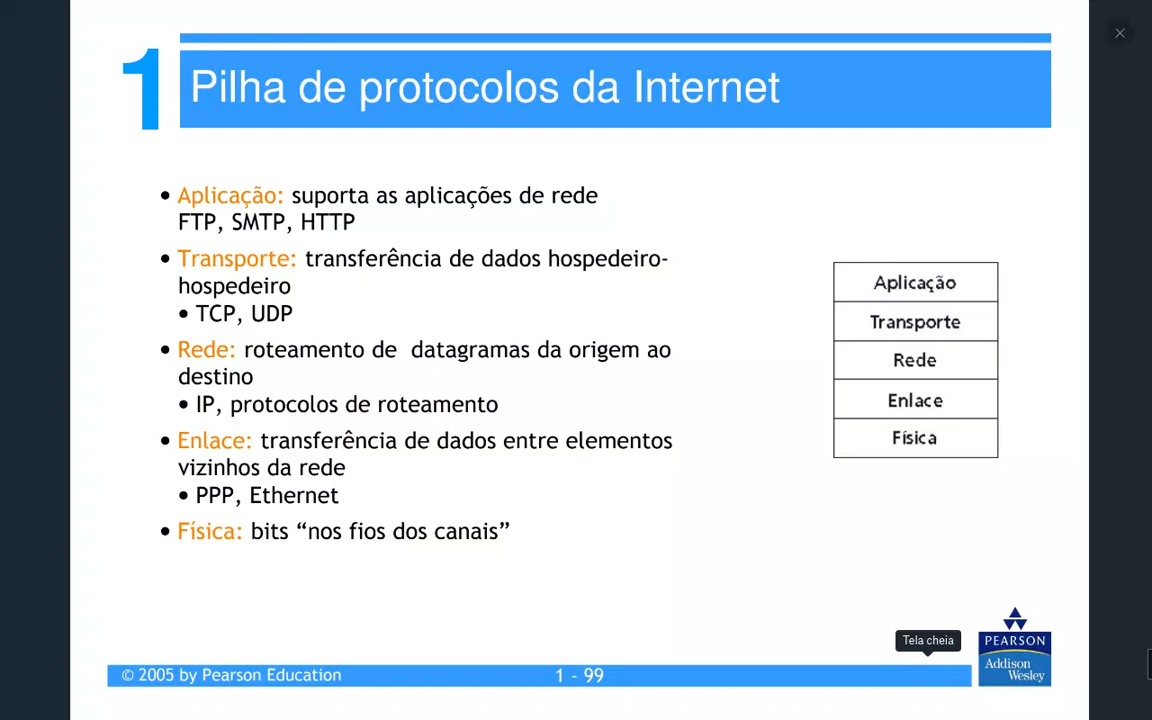 1 Pilha de protocolos da Internet
• Aplicação: suporta as aplicações de rede
FTP, SMTP, HTTP
• Transporte: transferência de dados hospedeiro-
hospedeiro
• TCP, UDP
• Rede: roteamento de datagramas da origem ao
destino
• IP, protocolos de roteamento
• Enlace: transferência de dados entre elementos
vizinhos da rede
• PPP, Ethernet
• Física: bits “nos fios dos canais”
Aplicação
Transporte
Rede
Enlace
Física
Tela cheia
PEARSON
Addison
Wesley
© 2005 by Pearson Education
1 - 99